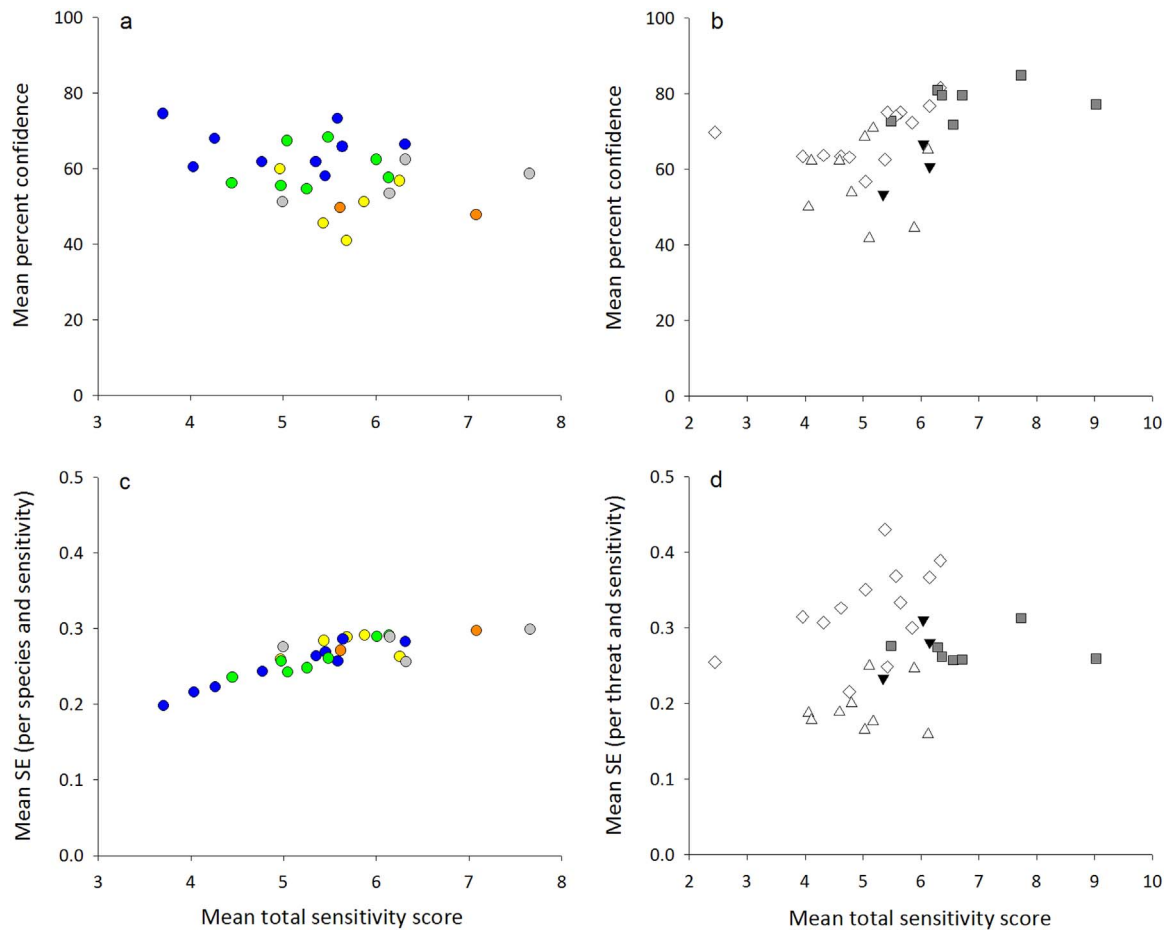 a
100
80
60
40
20
0
Mean percent confidence
3 4 5 6 7 8
b
100
80
60
40
20
0
Mean percent confidence
2 3 4 5 6 7 8 9 10
c
0.5
0.4
0.3
0.2
0.1
0.0
Mean SE (per species and sensitivity)
3 4 5 6 7 8
Mean total sensitivity score
d
0.5
0.4
0.3
0.2
0.1
0.0
Mean SE (per threat and sensitivity)
2 3 4 5 6 7 8 9 10
Mean total sensitivity score